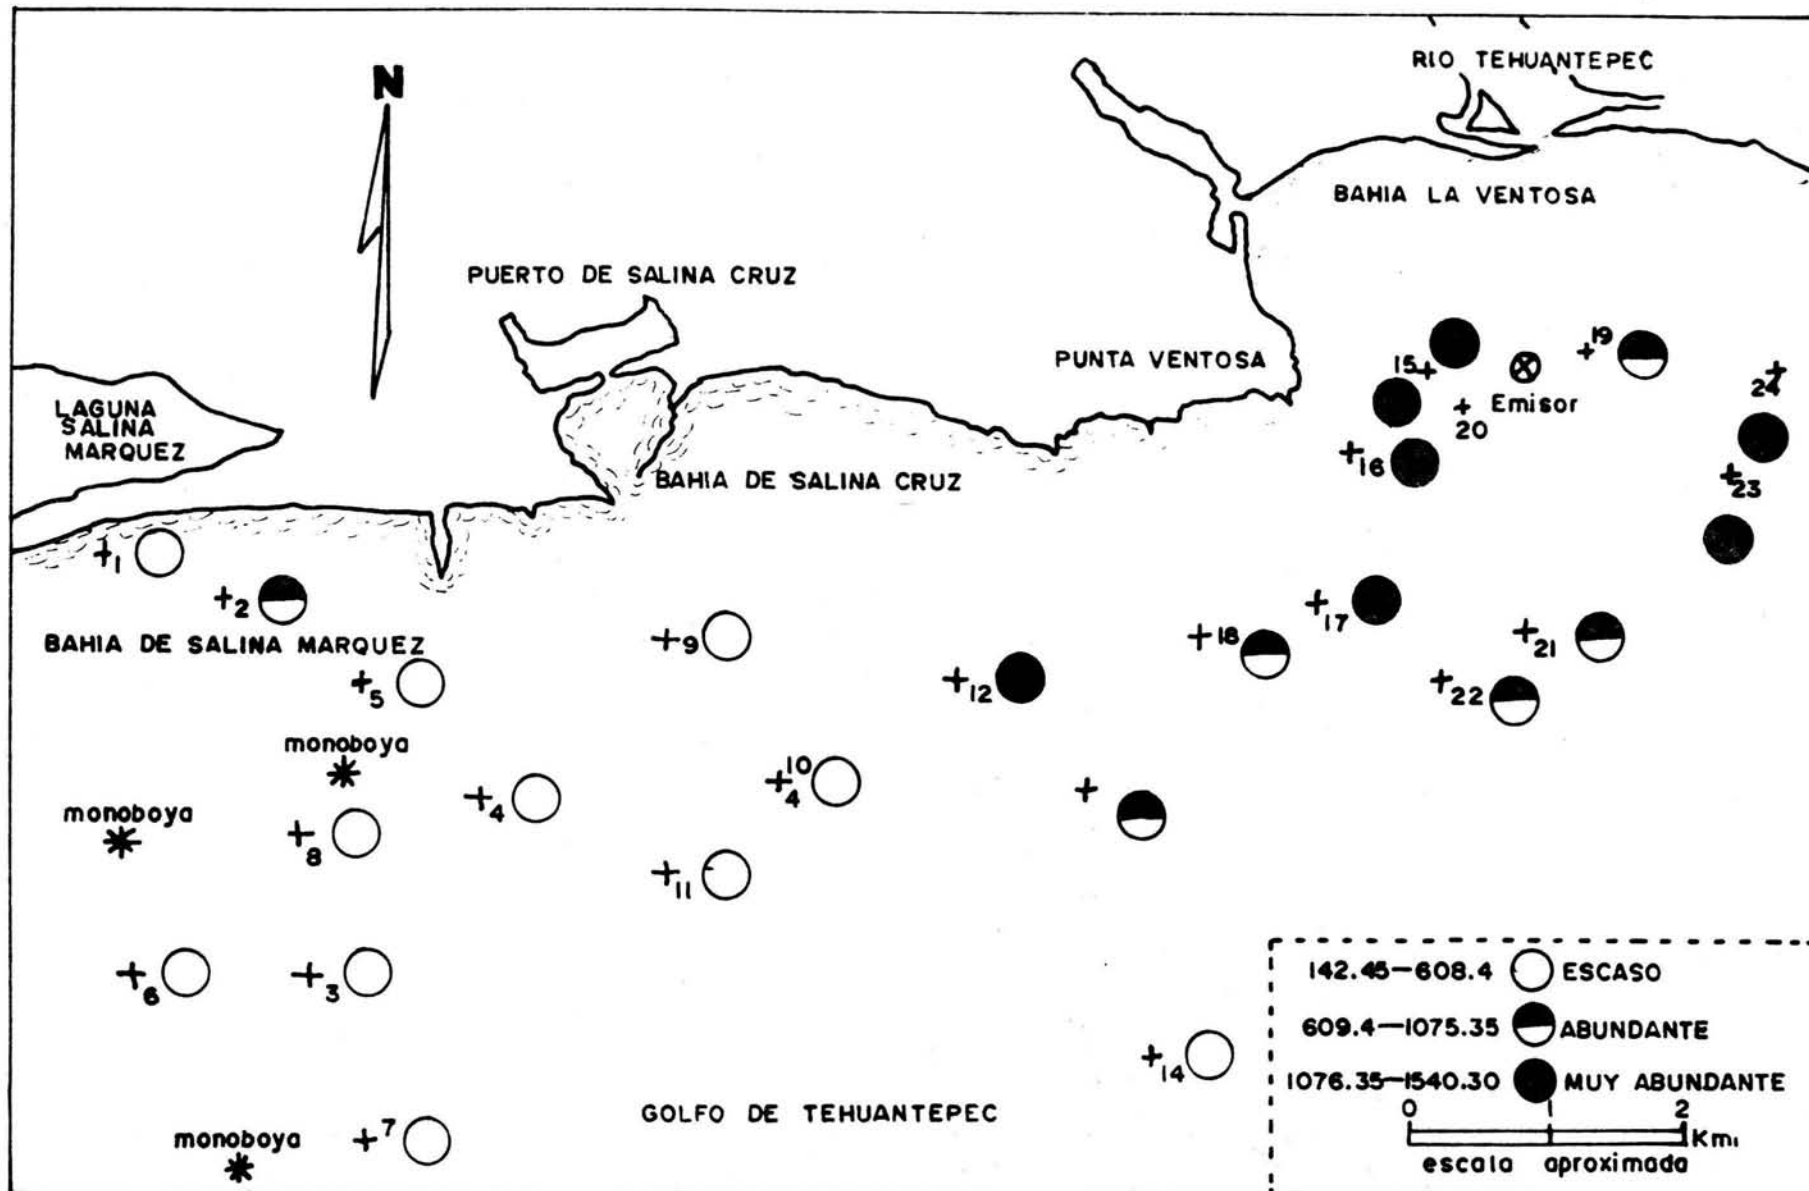 RIO TEHUANTEPEC
N
BAHIA LA VENTOSA
PUERTO DE SALINA CRUZ
PUNTA VENTOSA
LAGUNA
SALINA
MARQUEZ
BAHIA DE SALINA CRUZ
15
19
24
Emisor
20
16
23
1
2
BAHIA DE SALINA MARQUEZ
9
18
17
21
5
12
22
monoboya
monoboya
4
10
4
8
11
6
3
14
7
GOLFO DE TEHUANTEPEC
monoboya
142.45—608.4 ESCASO
609.4—1075.35 ABUNDANTE
1076.35—1540.30 MUY ABUNDANTE
0 2
Km
escala aproximada